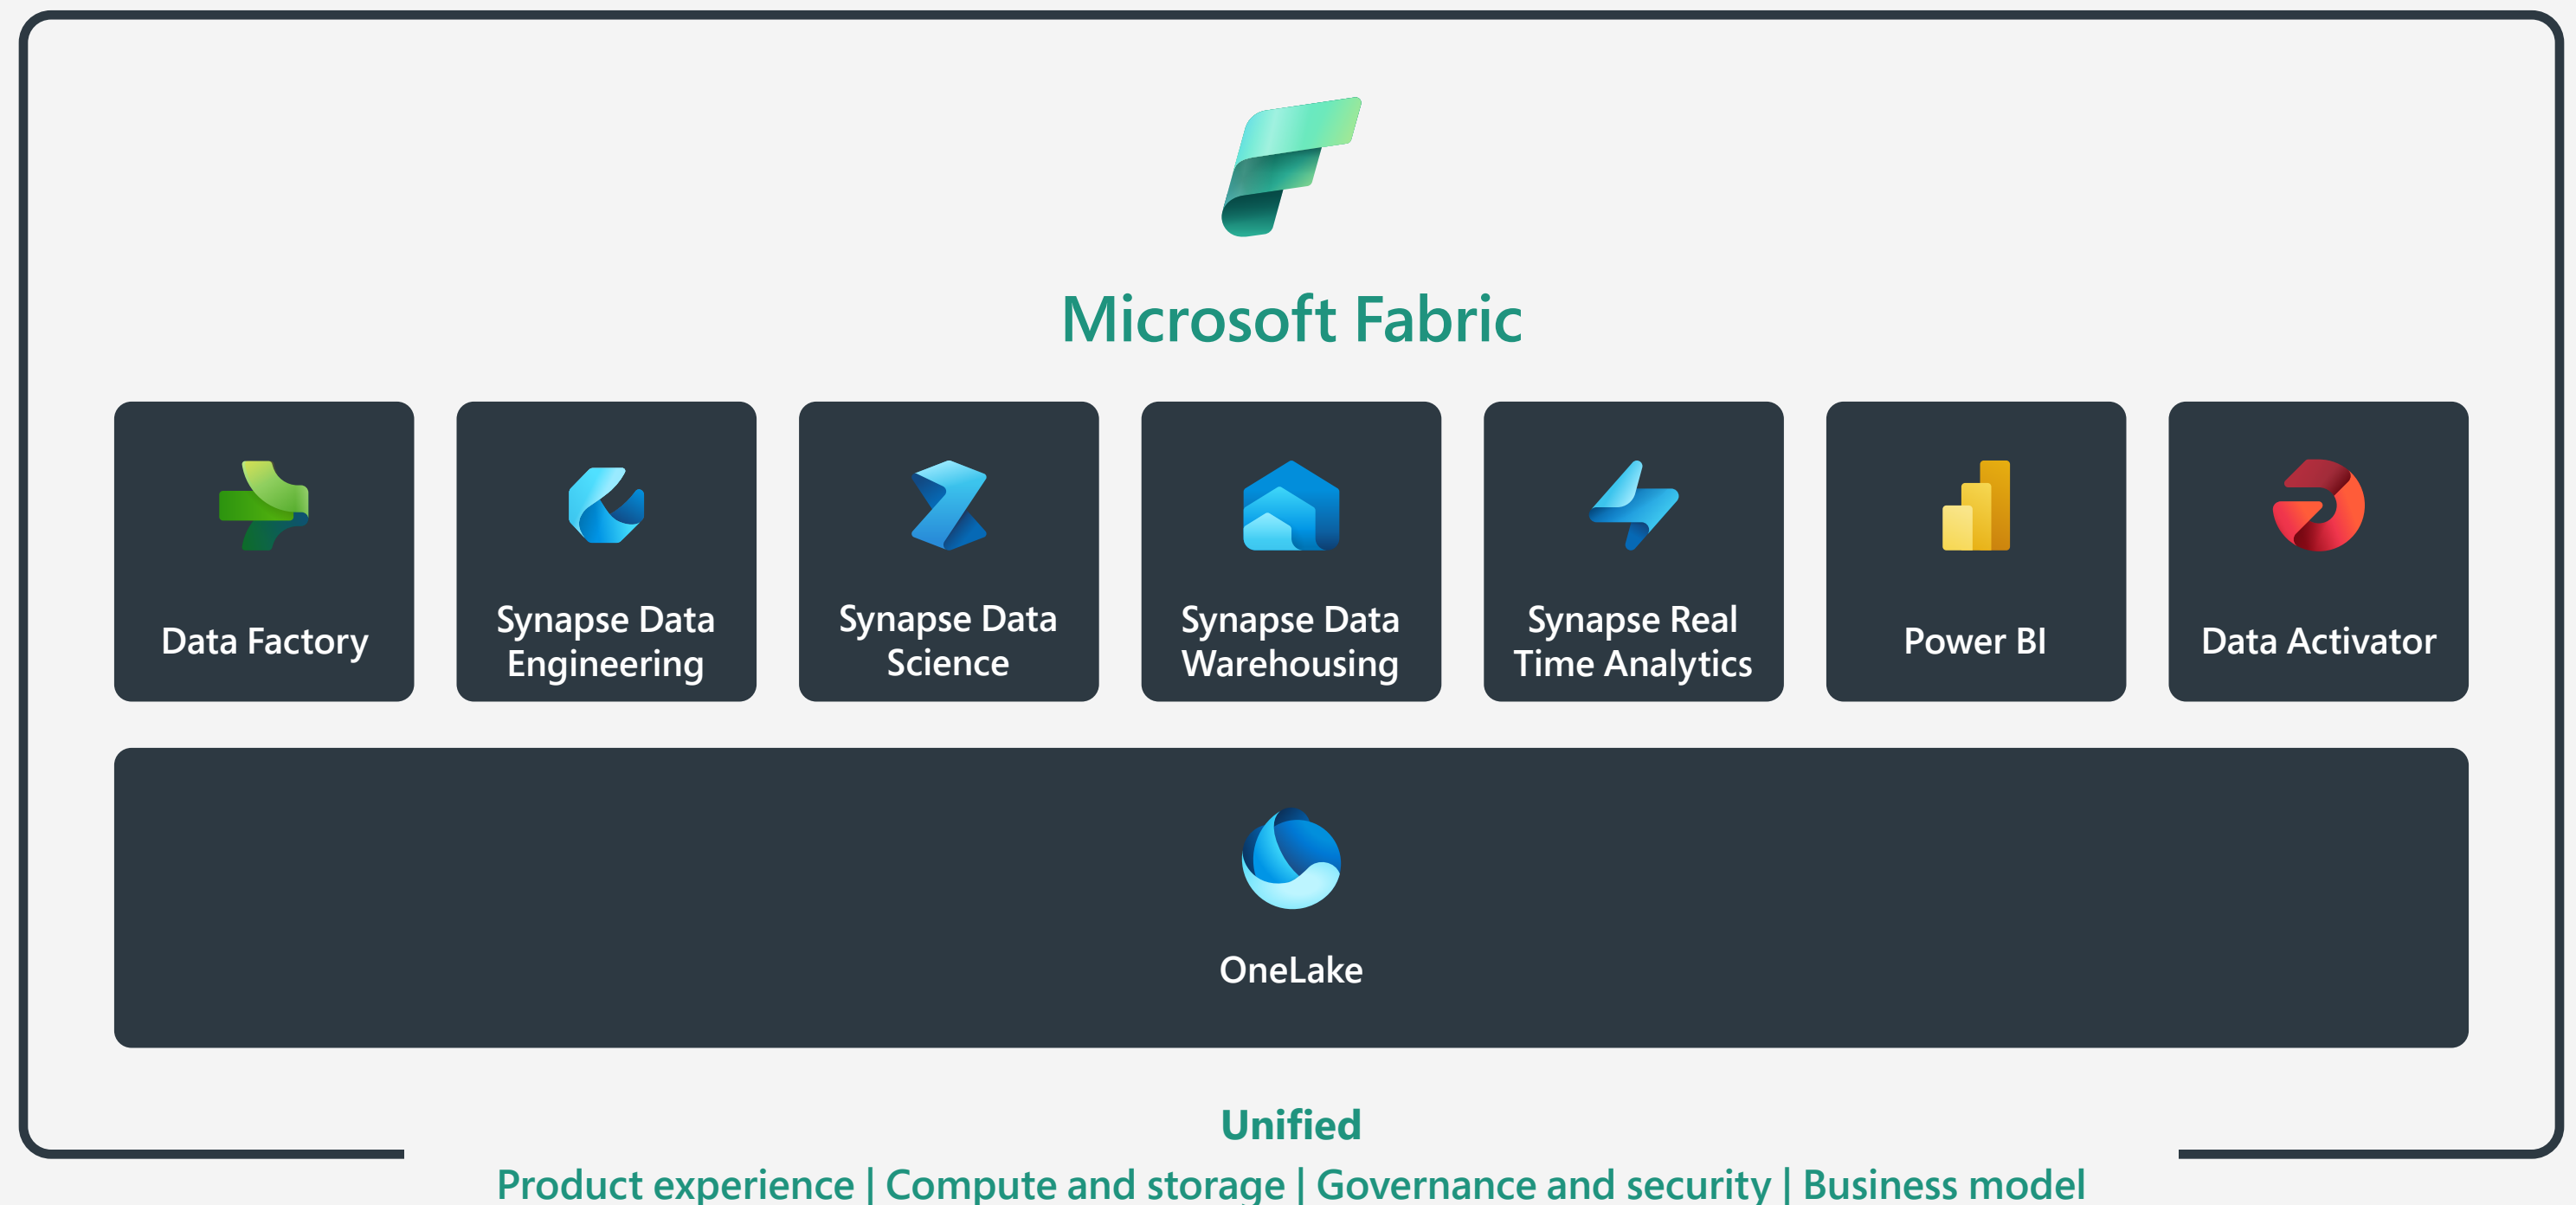 Microsoft Fabric
Data Factory
Synapse Data
Engineering
Synapse Data
Science
Synapse Data
Warehousing
Synapse Real
Time Analytics
Power BI
Data Activator
OneLake
Unified
Product experience | Compute and storage | Governance and security | Business model